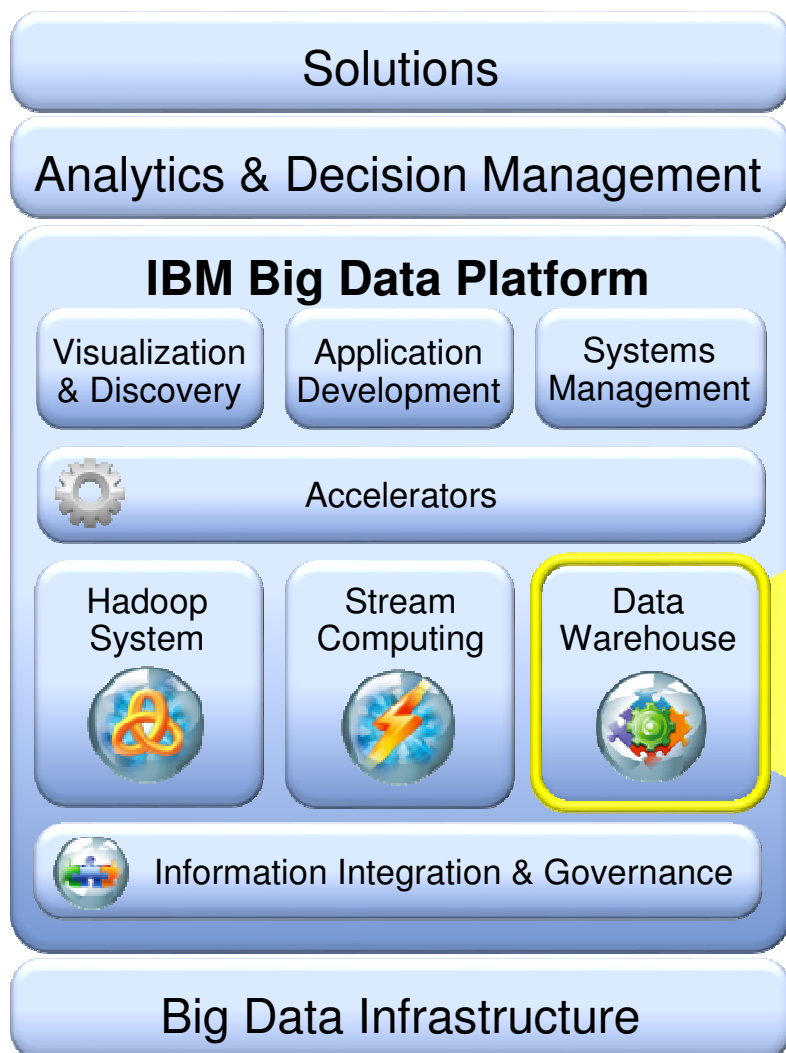 Solutions
Analytics & Decision Management
IBM Big Data Platform
Visualization
& Discovery
Application
Development
Systems
Management
Accelerators
Hadoop
System
Stream
Computing
Data
Warehouse
Information Integration & Governance
Big Data Infrastructure